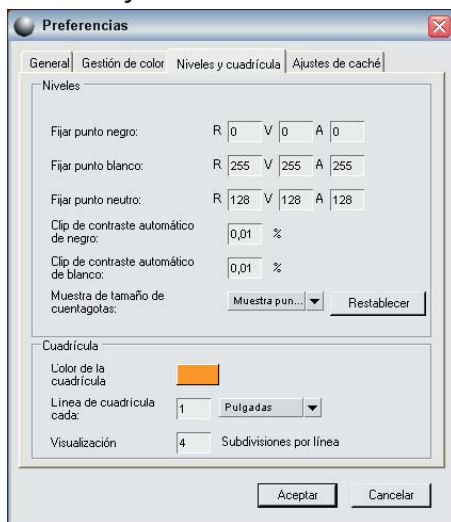 Preferencias
General Gestión de color Niveles y cuadrícula Ajustes de caché
Niveles
Fijar punto negro: R 0 V 0 A 0
Fijar punto blanco: R 255 V 255 A 255
Fijar punto neutro: R 128 V 128 A 128
Clip de contraste automático
de negro: 0,01 %
Clip de contraste automático
de blanco: 0,01 %
Muestra de tamaño de
cuentagotas: Muestra pun... Restablecer
Cuadrícula
Color de la
cuadrícula
Línea de cuadrícula
cada: 1 Pulgadas
Visualización 4 Subdivisiones por línea
Aceptar Cancelar